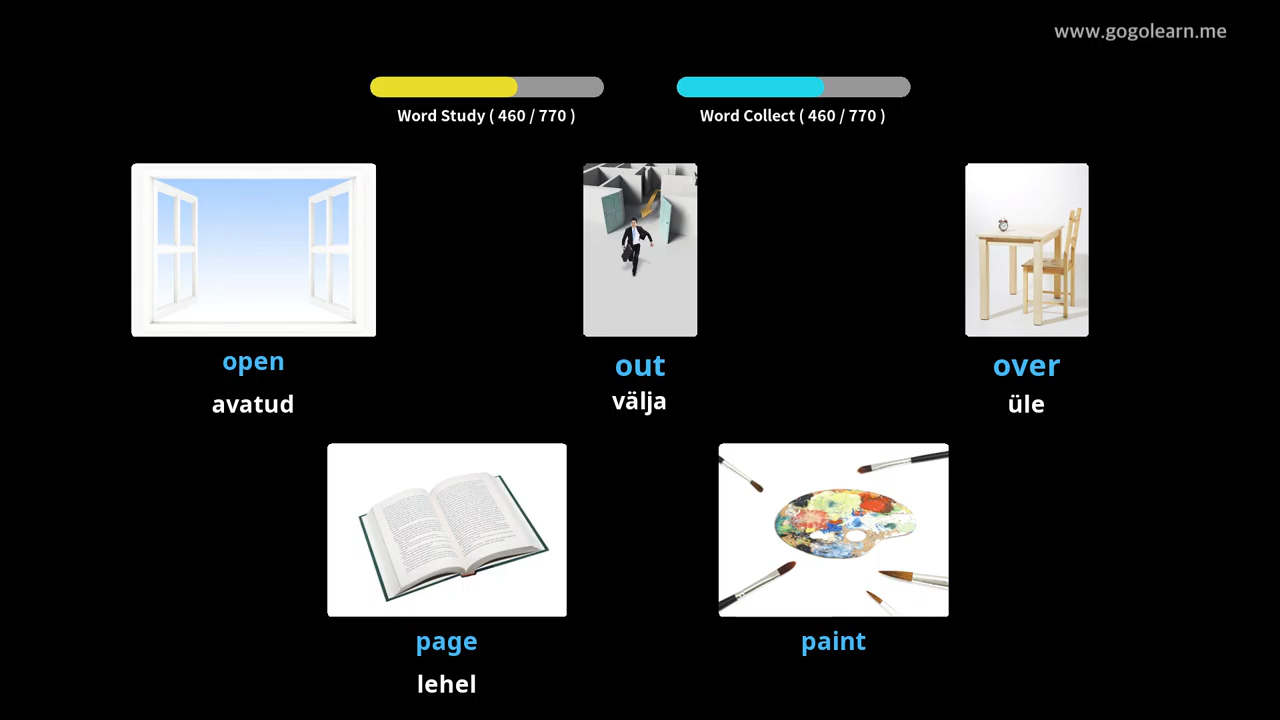 www.gogolearn.me
Word Study ( 460 / 770 )
Word Collect ( 460 / 770 )
open
out
over
avatud
välja
üle
page
paint
lehel